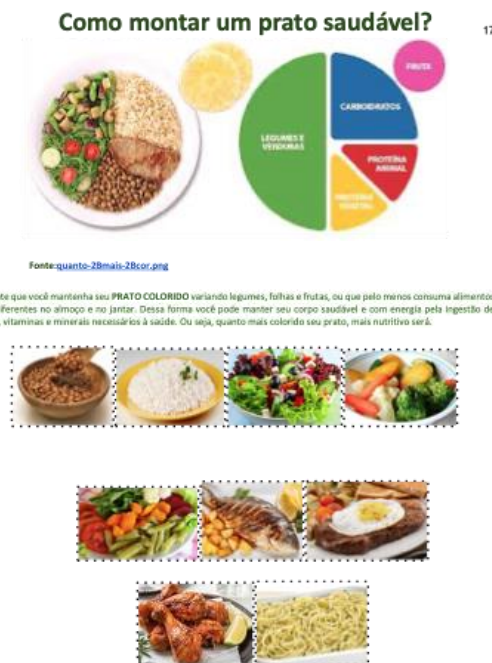 Como montar um prato saudável?
17
FRUTA
CARBOIDRATOS
LEGUMES E
VERDURAS
PROTEÍNA
ANIMAL
PROTEÍNA
VEGETAL
Fonte:quanto-2Bmais-2Bcor.png
te que você mantenha seu PRATO COLORIDO variando legumes, folhas e frutas, ou que pelo menos consuma alimentos
iferentes no almoço e no jantar. Dessa forma você pode manter seu corpo saudável e com energia pela ingestão de
, vitaminas e minerais necessários à saúde. Ou seja, quanto mais colorido seu prato, mais nutritivo será.